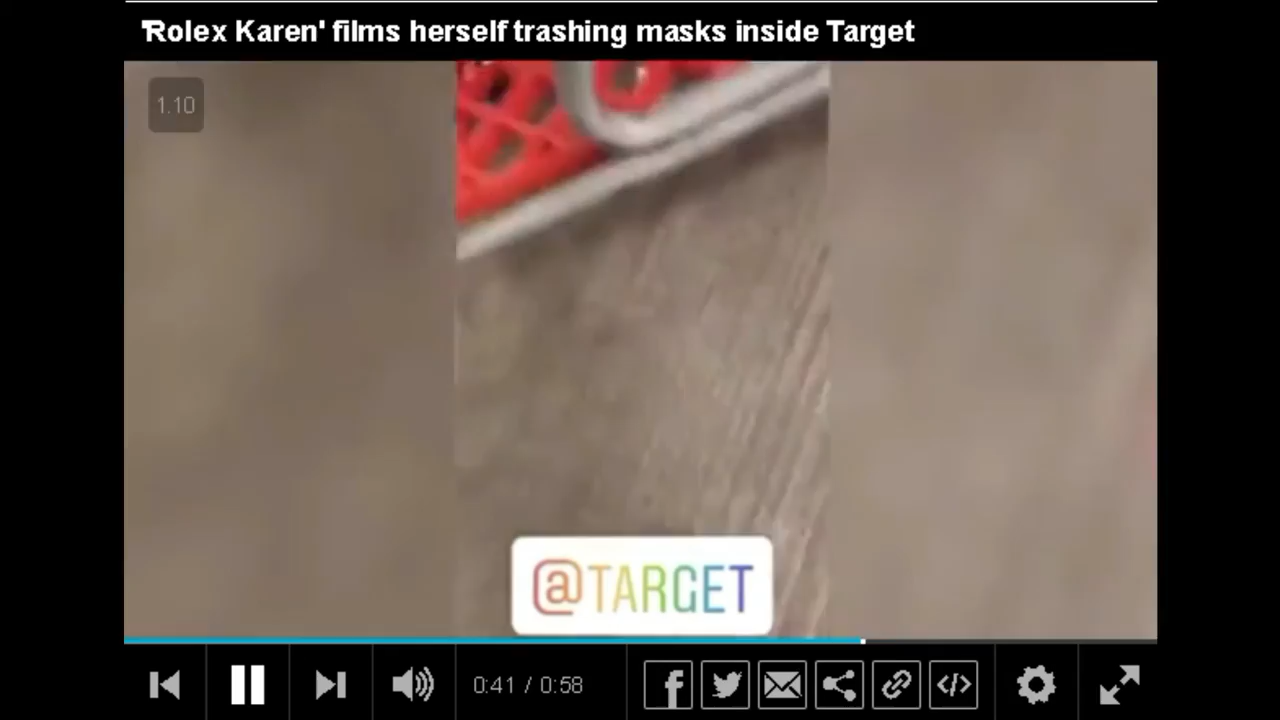 'Rolex Karen' films herself trashing masks inside Target
1.10
@TARGET
0:41 / 0:58